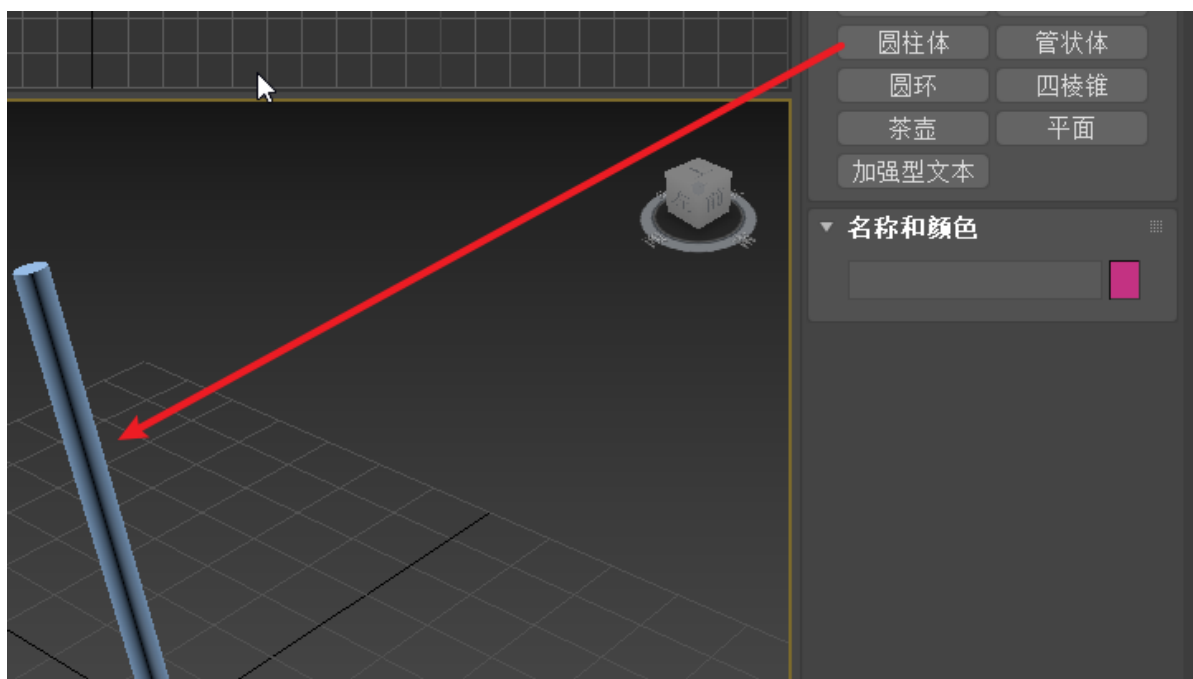 圆柱体 管状体
圆环 四棱锥
茶壶 平面
加强型文本
名称和颜色